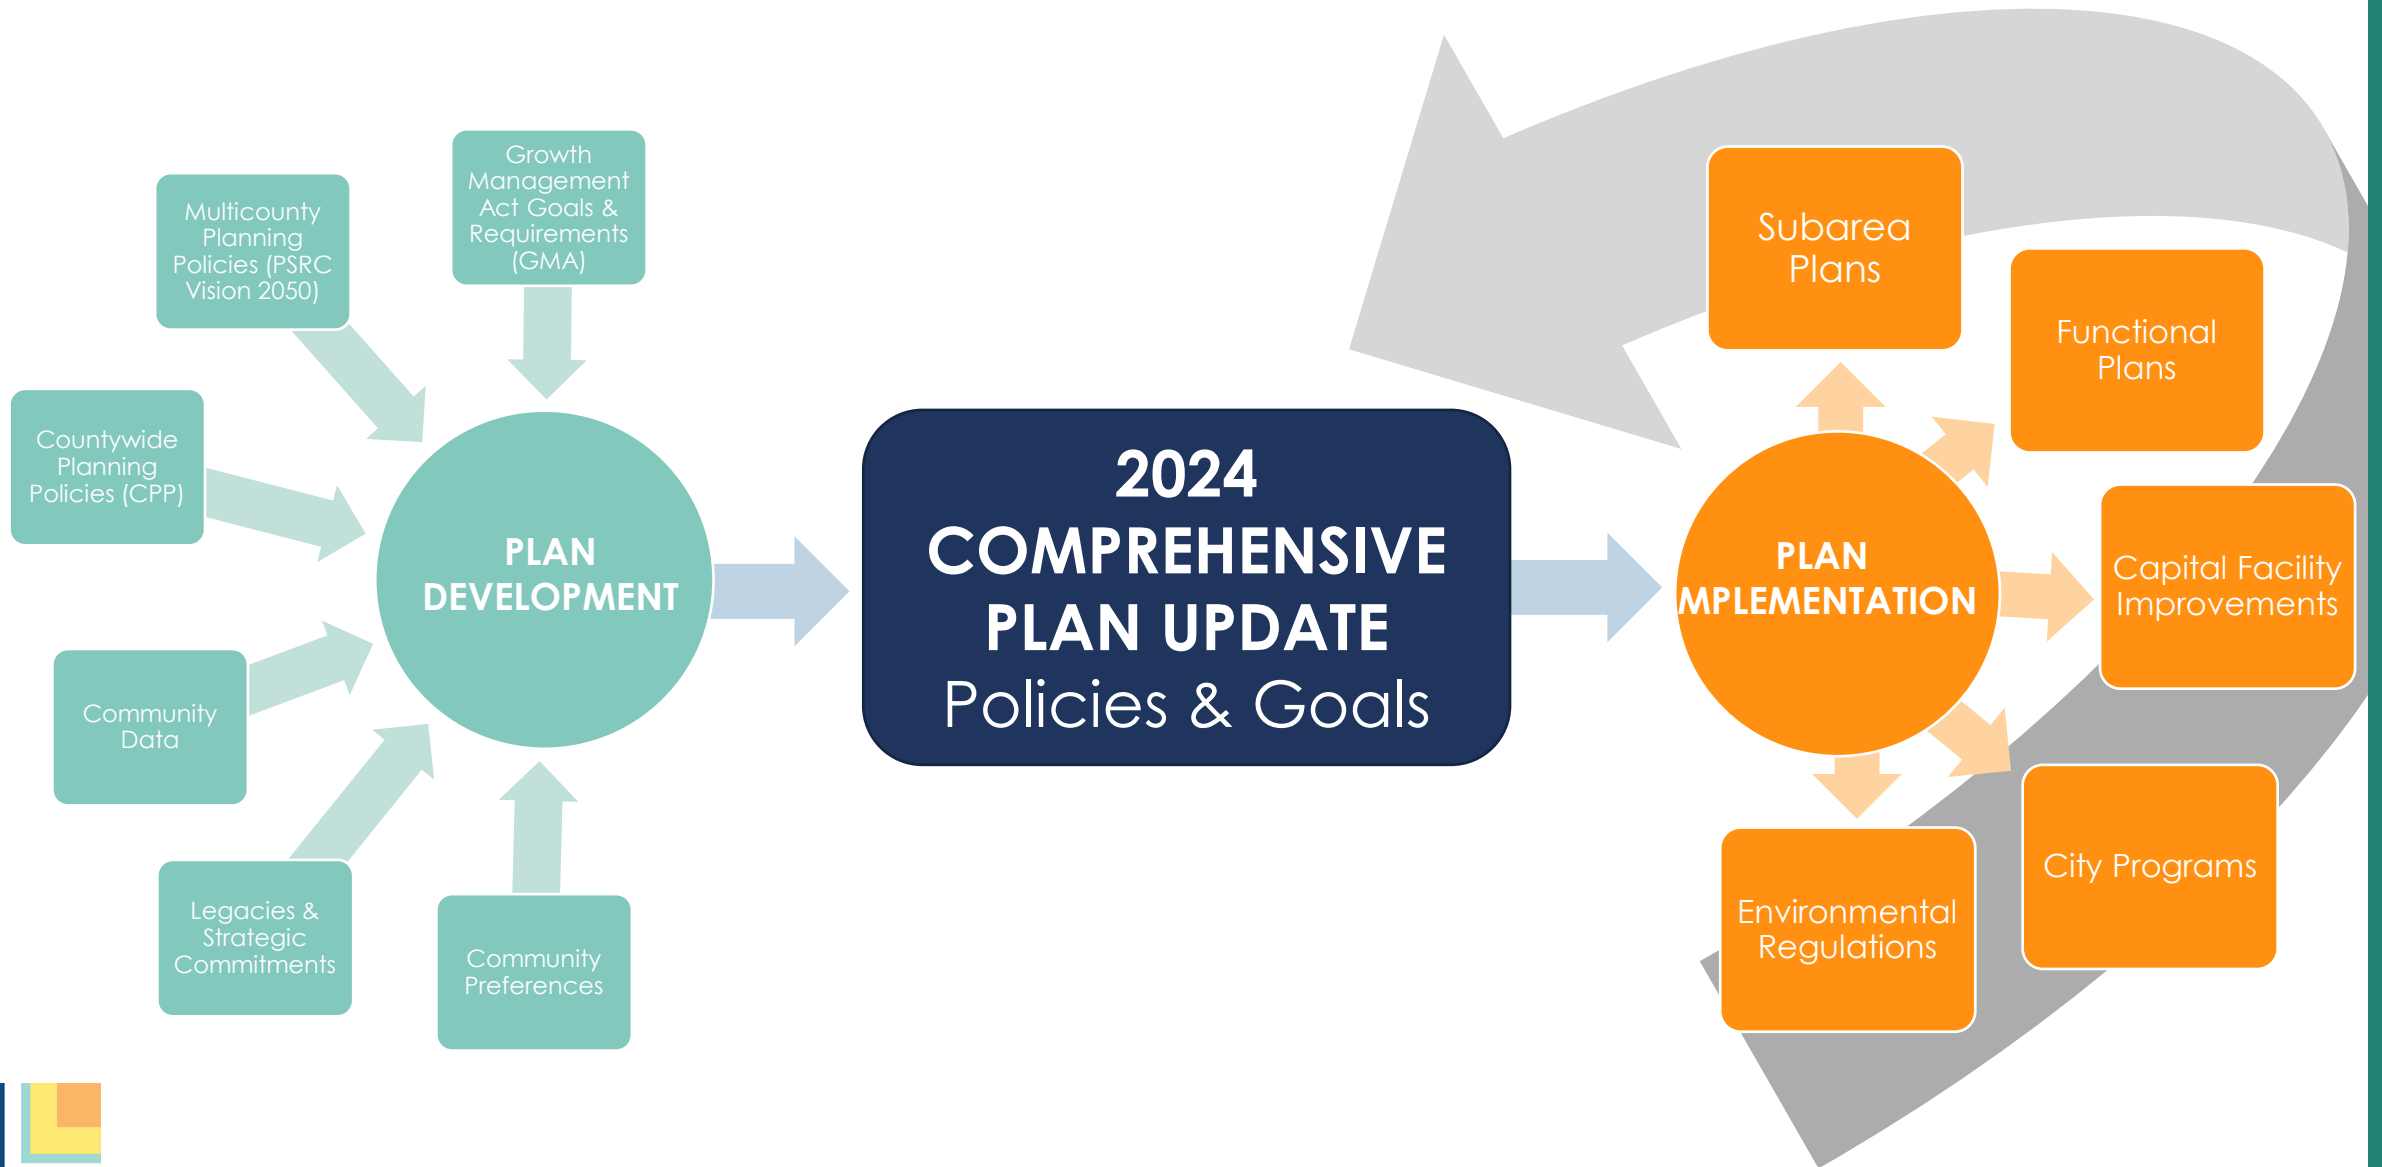 Growth
Management
Act Goals &
Requirements
(GMA)
Multicounty
Planning
Policies (PSRC
Vision 2050)
Countywide
Planning
Policies (CPP)
Community
Data
Legacies &
Strategic
Commitments
Community
Preferences
PLAN
DEVELOPMENT
2024
COMPREHENSIVE
PLAN UPDATE
Policies & Goals
PLAN
MPLEMENTATION
Subarea
Plans
Functional
Plans
Capital Facility
Improvements
City Programs
Environmental
Regulations